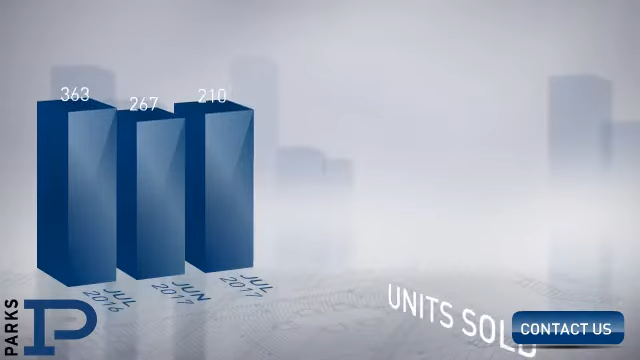 363
267
210
JUL
2016
JUN
2017
JUL
2017
UNITS SOLD
CONTACT US
PARKS
P